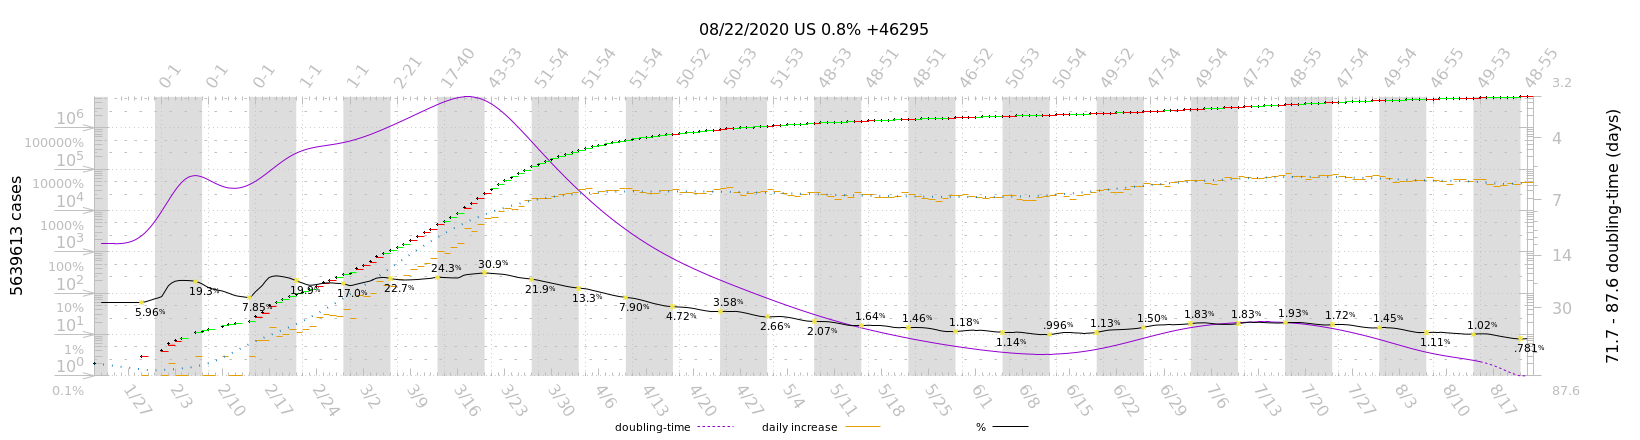 08/22/2020 US 0.8% +46295
0-1 0-1 0-1 1-1 1-1 2-21 17-40 43-53 51-54 51-54 51-54 50-52 50-53 51-53 48-53 48-51 48-51 46-52 50-53 50-54 49-52 47-54 49-54 47-53 48-55 47-54 49-54 46-55 49-53 48-55
5639613 cases
10⁶
100000%
10⁵
10000%
10⁴
1000%
10³
100%
10²
10%
10¹
1%
10⁰
0.1%
5.96% 19.3% 7.85% 19.9% 17.0% 22.7% 24.3% 30.9% 21.9% 13.3% 7.90% 4.72% 3.58% 2.66% 2.07% 1.64% 1.46% 1.18% 1.14% .996% 1.13% 1.50% 1.83% 1.83% 1.93% 1.72% 1.45% 1.11% 1.02% .781%
3.2
4
7
14
30
87.6
71.7 - 87.6 doubling-time (days)
1/27 2/3 2/10 2/17 2/24 3/2 3/9 3/16 3/23 3/30 4/6 4/13 4/20 4/27 5/4 5/11 5/18 5/25 6/1 6/8 6/15 6/22 6/29 7/6 7/13 7/20 7/27 8/3 8/10 8/17
doubling-time daily increase %